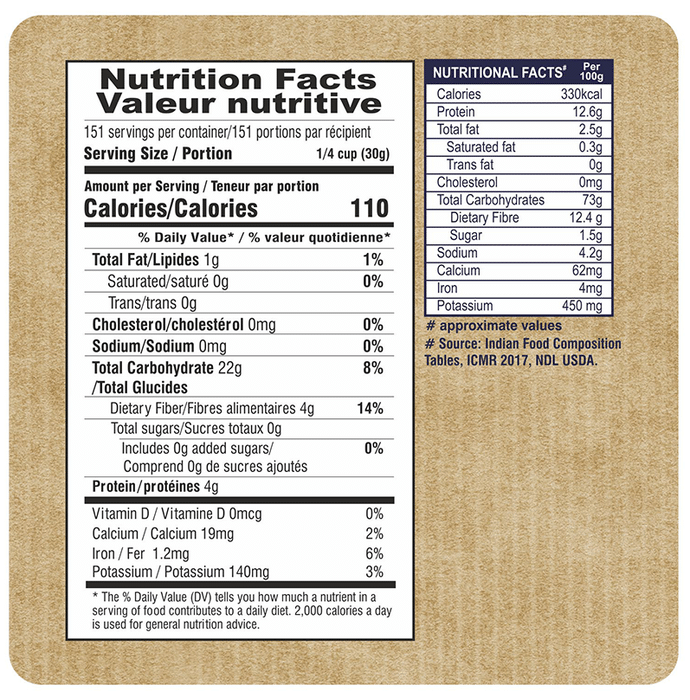 Nutrition Facts
Valeur nutritive
151 servings per container/151 portions par récipient
Serving Size / Portion 1/4 cup (30g)
Amount per Serving / Teneur par portion
Calories/Calories 110
% Daily Value* / % valeur quotidienne*
Total Fat/Lipides 1g 1%
Saturated/saturé 0g 0%
Trans/trans 0g
Cholesterol/cholestérol 0mg 0%
Sodium/Sodium 0mg 0%
Total Carbohydrate 22g 8%
/Total Glucides
Dietary Fiber/Fibres alimentaires 4g 14%
Total sugars/Sucres totaux 0g
Includes 0g added sugars/ 0%
Comprend 0g de sucres ajoutés
Protein/protéines 4g
Vitamin D / Vitamine D 0mcg 0%
Calcium / Calcium 19mg 2%
Iron / Fer 1.2mg 6%
Potassium / Potassium 140mg 3%
* The % Daily Value (DV) tells you how much a nutrient in a
serving of food contributes to a daily diet. 2,000 calories a day
is used for general nutrition advice.
NUTRITIONAL FACTS# Per
100g
Calories 330kcal
Protein 12.6g
Total fat 2.5g
Saturated fat 0.3g
Trans fat 0g
Cholesterol 0mg
Total Carbohydrates 73g
Dietary Fibre 12.4 g
Sugar 1.5g
Sodium 4.2g
Calcium 62mg
Iron 4mg
Potassium 450 mg
# approximate values
# Source: Indian Food Composition
Tables, ICMR 2017, NDL USDA.